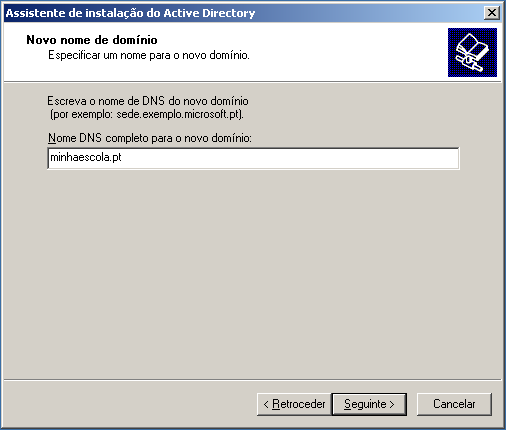 Assistente de instalação do Active Directory
Novo nome de domínio
Especificar um nome para o novo domínio.
Escreva o nome de DNS do novo domínio
(por exemplo: sede.exemplo.microsoft.pt).
Nome DNS completo para o novo domínio:
minhaescola.pt
< Retroceder Seguinte > Cancelar